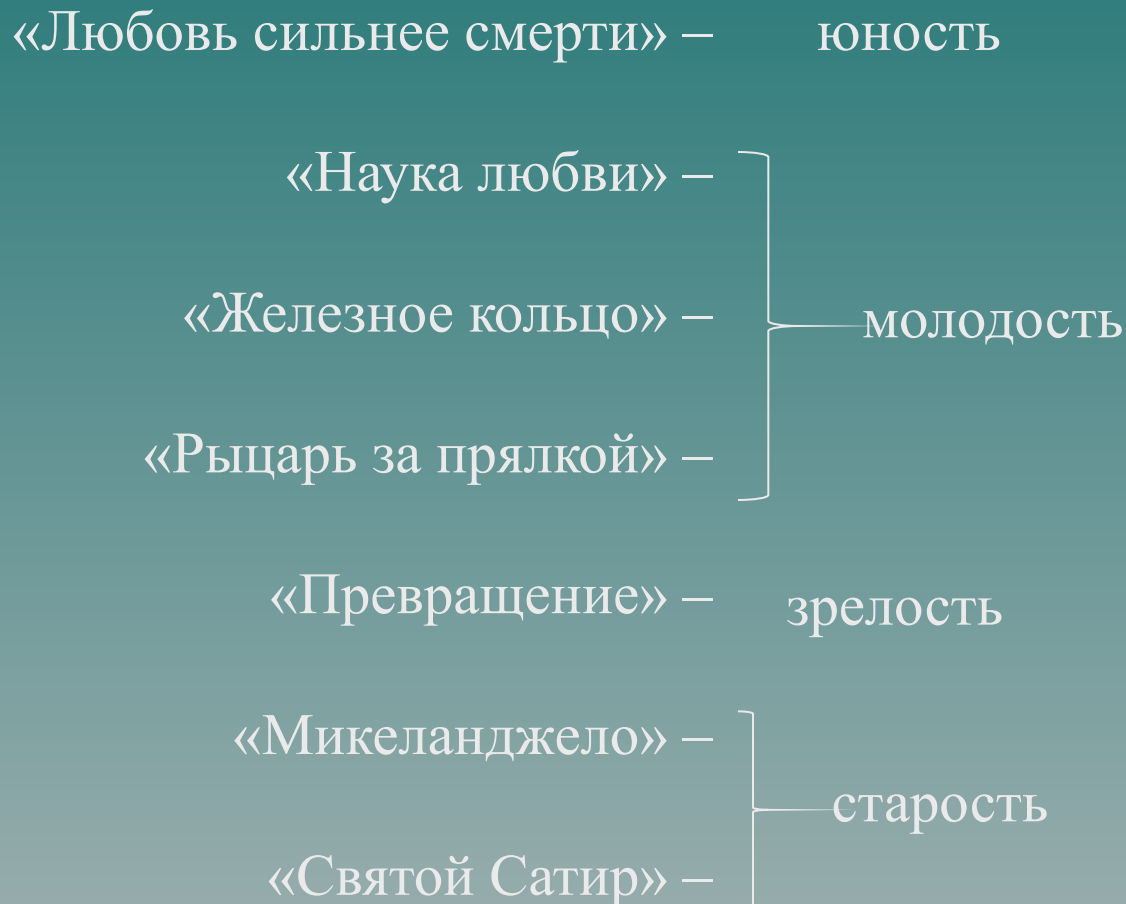 «Любовь сильнее смерти» – юность
«Наука любви» –
«Железное кольцо» –
молодость
«Рыцарь за прялкой» –
«Превращение» – зрелость
«Микеланджело» –
старость
«Святой Сатир» –